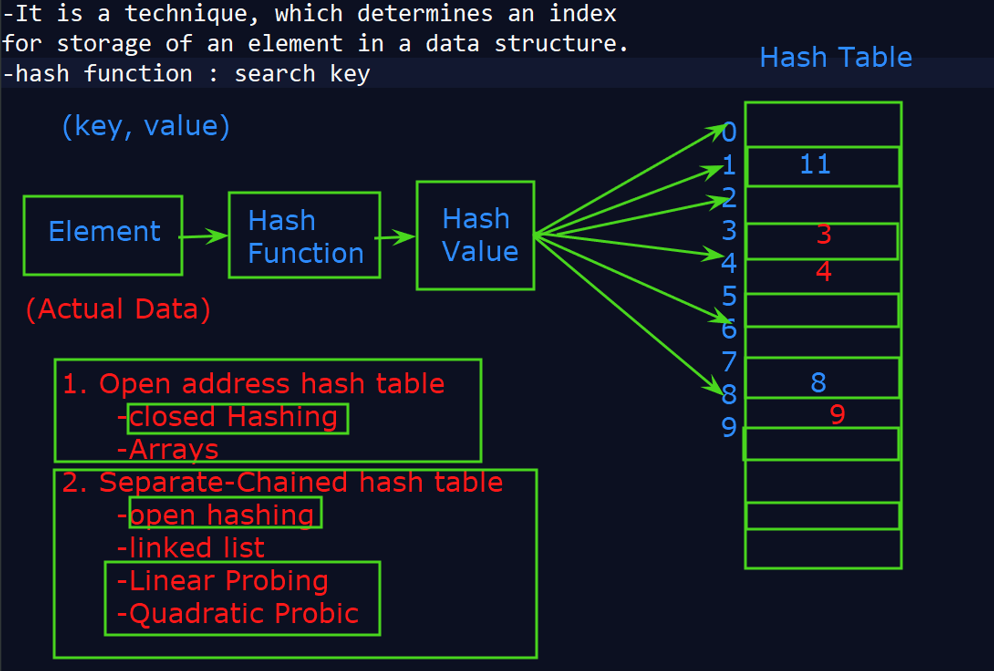 -It is a technique, which determines an index
for storage of an element in a data structure.
-hash function : search key
Hash Table
(key, value)
Element
Hash
Function
Hash
Value
(Actual Data)
0
1
2
3
4
5
6
7
8
9
11
3
4
8
9
1. Open address hash table
-closed Hashing
-Arrays
2. Separate-Chained hash table
-open hashing
-linked list
-Linear Probing
-Quadratic Probic